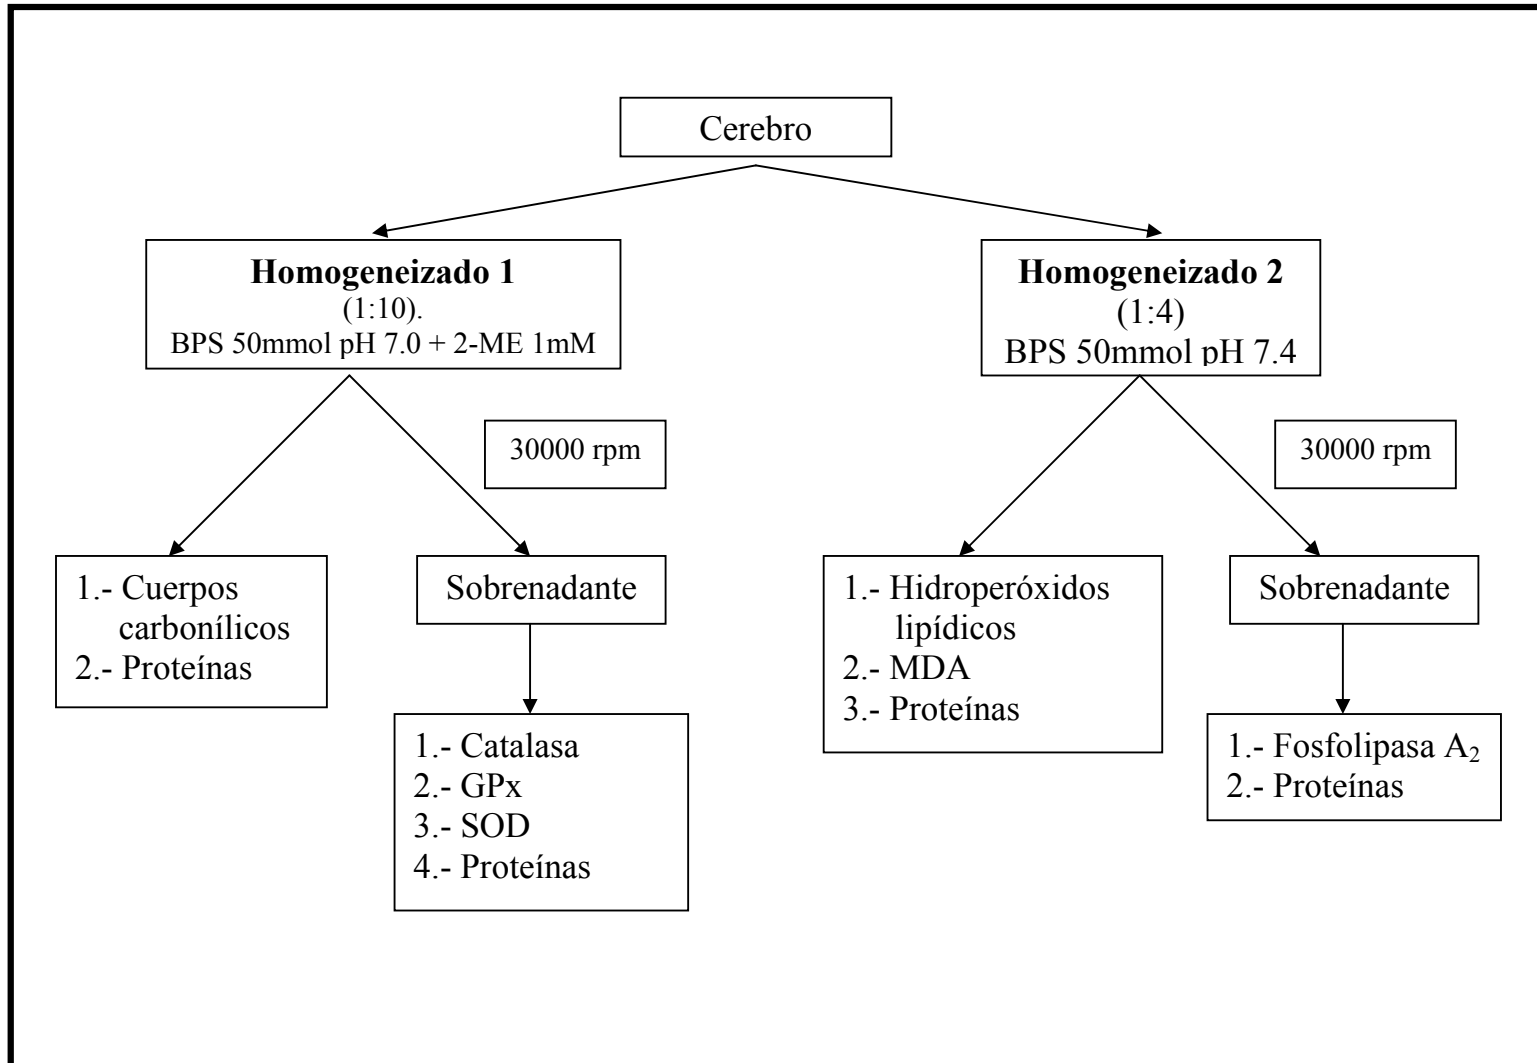 Cerebro
Homogeneizado 1
(1:10).
BPS 50mmol pH 7.0 + 2-ME 1mM
Homogeneizado 2
(1:4)
BPS 50mmol pH 7.4
30000 rpm
30000 rpm
1.- Cuerpos
carbonílicos
2.- Proteínas
Sobrenadante
1.- Hidroperóxidos
lipídicos
2.- MDA
3.- Proteínas
Sobrenadante
1.- Catalasa
2.- GPx
3.- SOD
4.- Proteínas
1.- Fosfolipasa A₂
2.- Proteínas